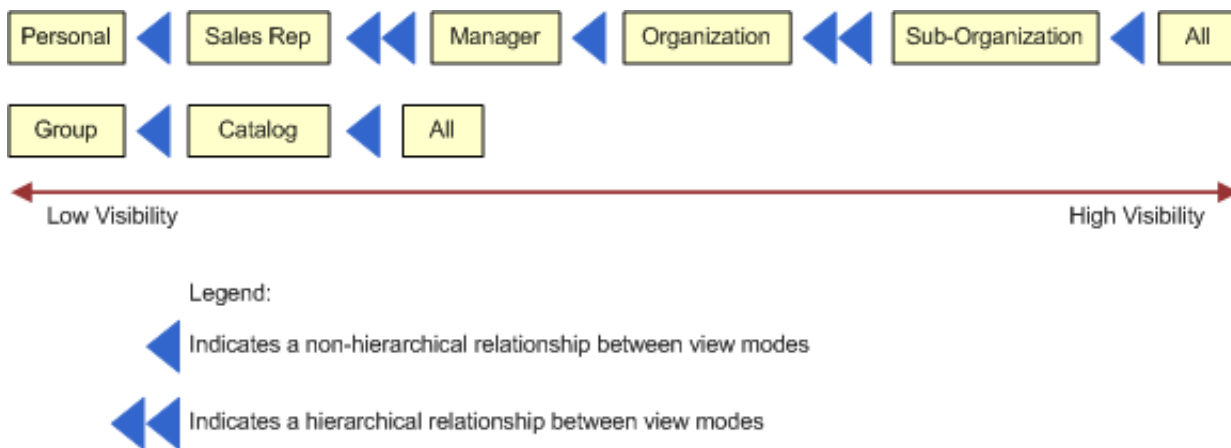 Personal Sales Rep Manager Organization Sub-Organization All
Group Catalog All
Low Visibility High Visibility
Legend:
Indicates a non-hierarchical relationship between view modes
Indicates a hierarchical relationship between view modes